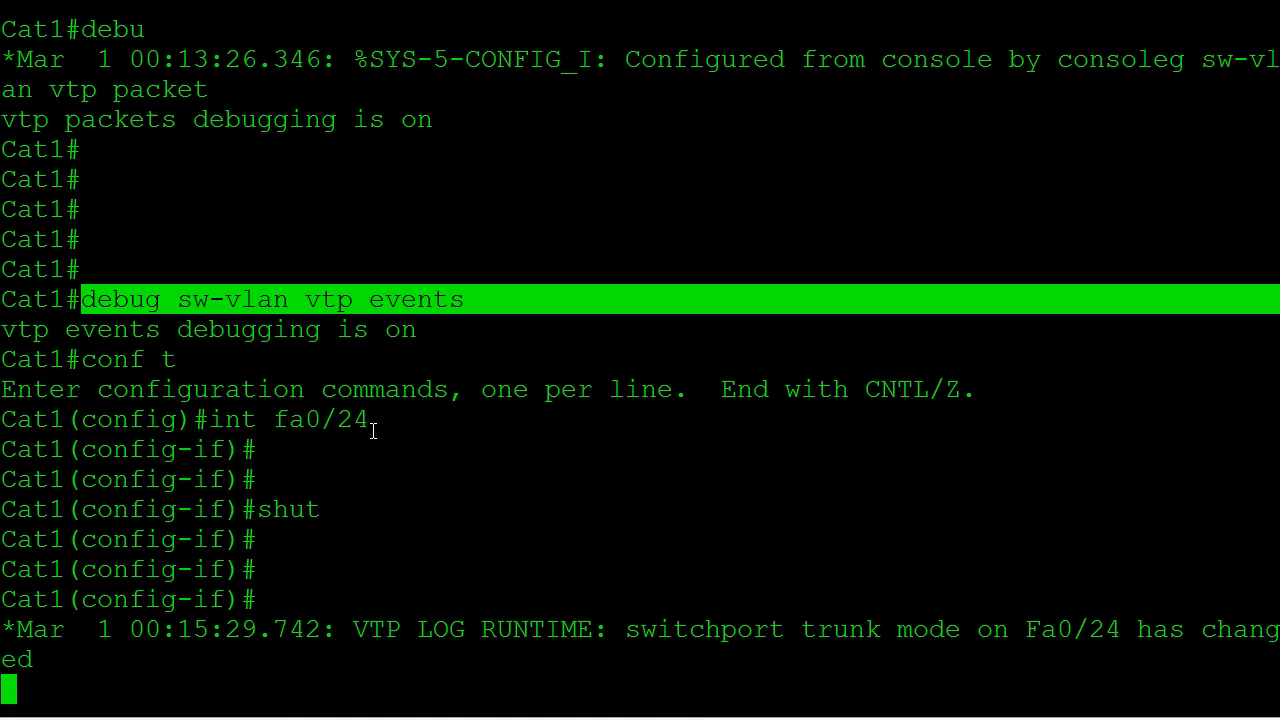 Cat1#debu
*Mar  1 00:13:26.346: %SYS-5-CONFIG_I: Configured from console by consoleg sw-vl
an vtp packet
vtp packets debugging is on
Cat1#
Cat1#
Cat1#
Cat1#
Cat1#
Cat1#debug sw-vlan vtp events
vtp events debugging is on
Cat1#conf t
Enter configuration commands, one per line.  End with CNTL/Z.
Cat1(config)#int fa0/24
Cat1(config-if)#
Cat1(config-if)#
Cat1(config-if)#shut
Cat1(config-if)#
Cat1(config-if)#
Cat1(config-if)#
*Mar  1 00:15:29.742: VTP LOG RUNTIME: switchport trunk mode on Fa0/24 has chang
ed